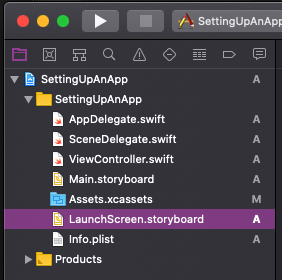 SettingUpAnApp
SettingUpAnApp A
SettingUpAnApp
AppDelegate.swift A
SceneDelegate.swift A
ViewController.swift A
Main.storyboard A
Assets.xcassets M
LaunchScreen.storyboard A
Info.plist A
Products